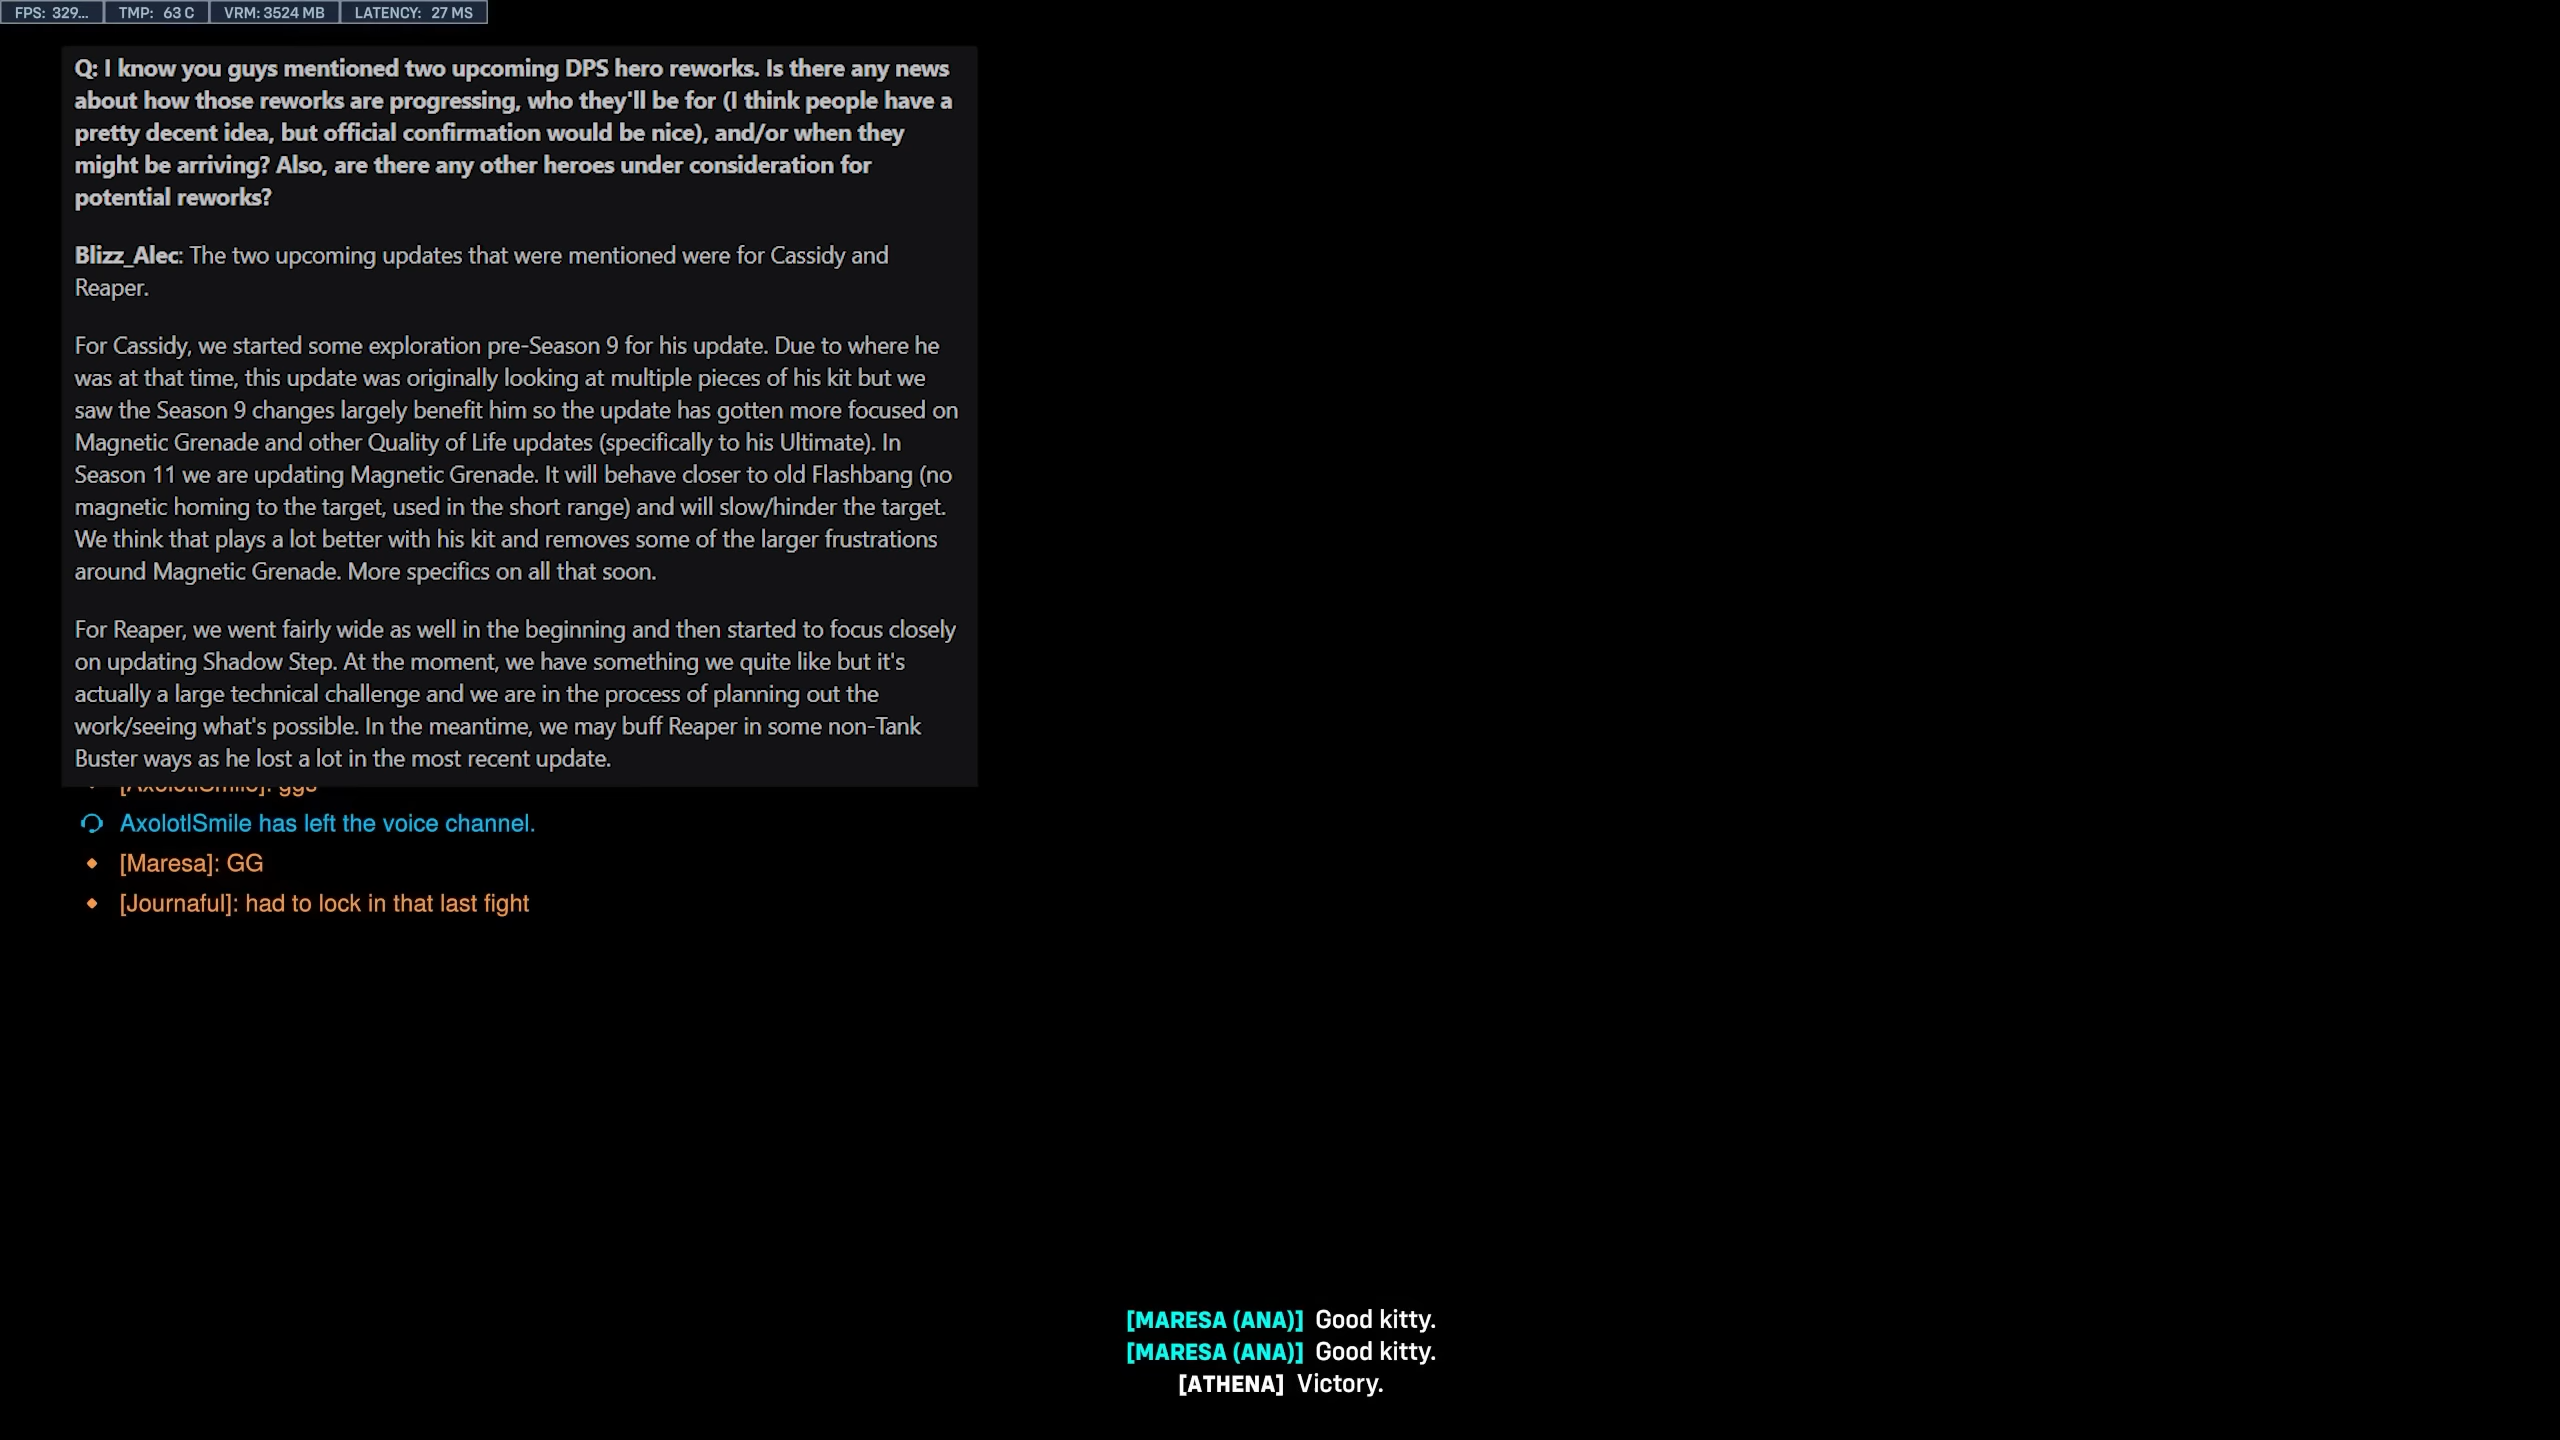 FPS: 329... TMP: 63 C VRM: 3524 MB LATENCY: 27 MS
Q: I know you guys mentioned two upcoming DPS hero reworks. Is there any news
about how those reworks are progressing, who they'll be for (I think people have a
pretty decent idea, but official confirmation would be nice), and/or when they
might be arriving? Also, are there any other heroes under consideration for
potential reworks?
Blizz_Alec: The two upcoming updates that were mentioned were for Cassidy and
Reaper.
For Cassidy, we started some exploration pre-Season 9 for his update. Due to where he
was at that time, this update was originally looking at multiple pieces of his kit but we
saw the Season 9 changes largely benefit him so the update has gotten more focused on
Magnetic Grenade and other Quality of Life updates (specifically to his Ultimate). In
Season 11 we are updating Magnetic Grenade. It will behave closer to old Flashbang (no
magnetic homing to the target, used in the short range) and will slow/hinder the target.
We think that plays a lot better with his kit and removes some of the larger frustrations
around Magnetic Grenade. More specifics on all that soon.
For Reaper, we went fairly wide as well in the beginning and then started to focus closely
on updating Shadow Step. At the moment, we have something we quite like but it's
actually a large technical challenge and we are in the process of planning out the
work/seeing what's possible. In the meantime, we may buff Reaper in some non-Tank
Buster ways as he lost a lot in the most recent update.
[AxolotlSmile]: ggs
AxolotlSmile has left the voice channel.
[Maresa]: GG
[Journaful]: had to lock in that last fight
[MARESA (ANA)] Good kitty.
[MARESA (ANA)] Good kitty.
[ATHENA] Victory.